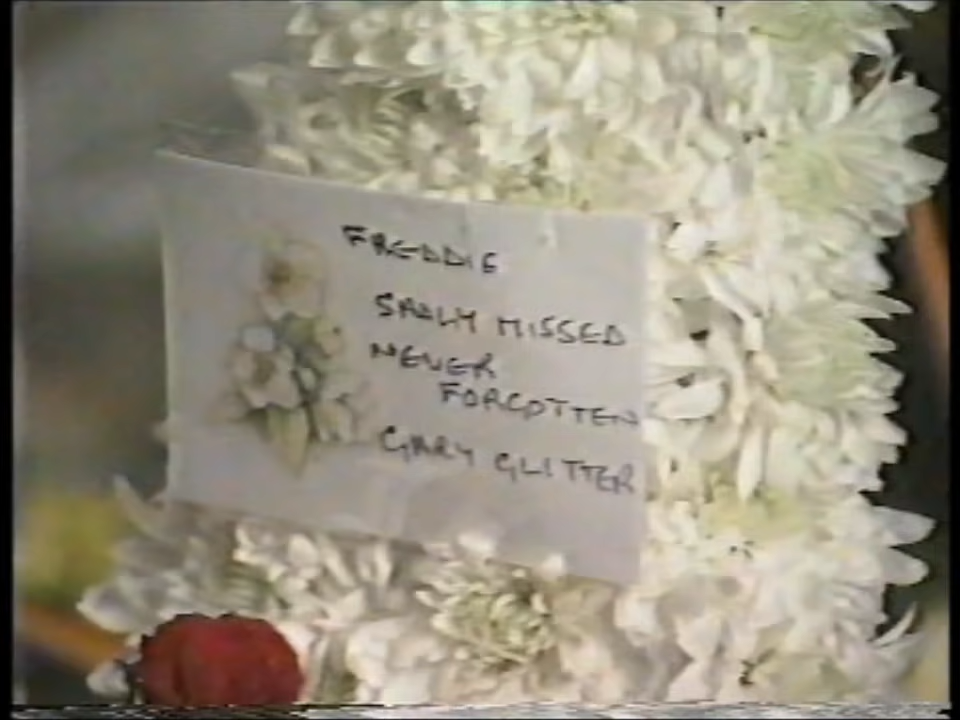 FREDDIE
SADLY MISSED
NEVER
FORGOTTEN
GARY GLITTER